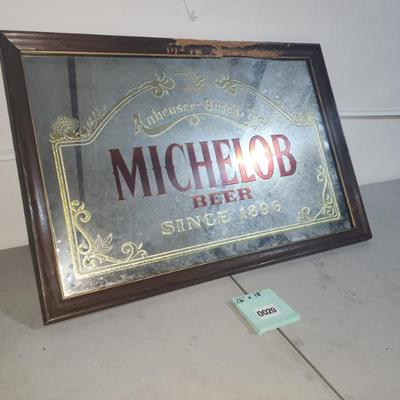 Anheuser-Busch, Inc.
MICHELOB
BEER
SINCE 1896
26" x 18"
0020